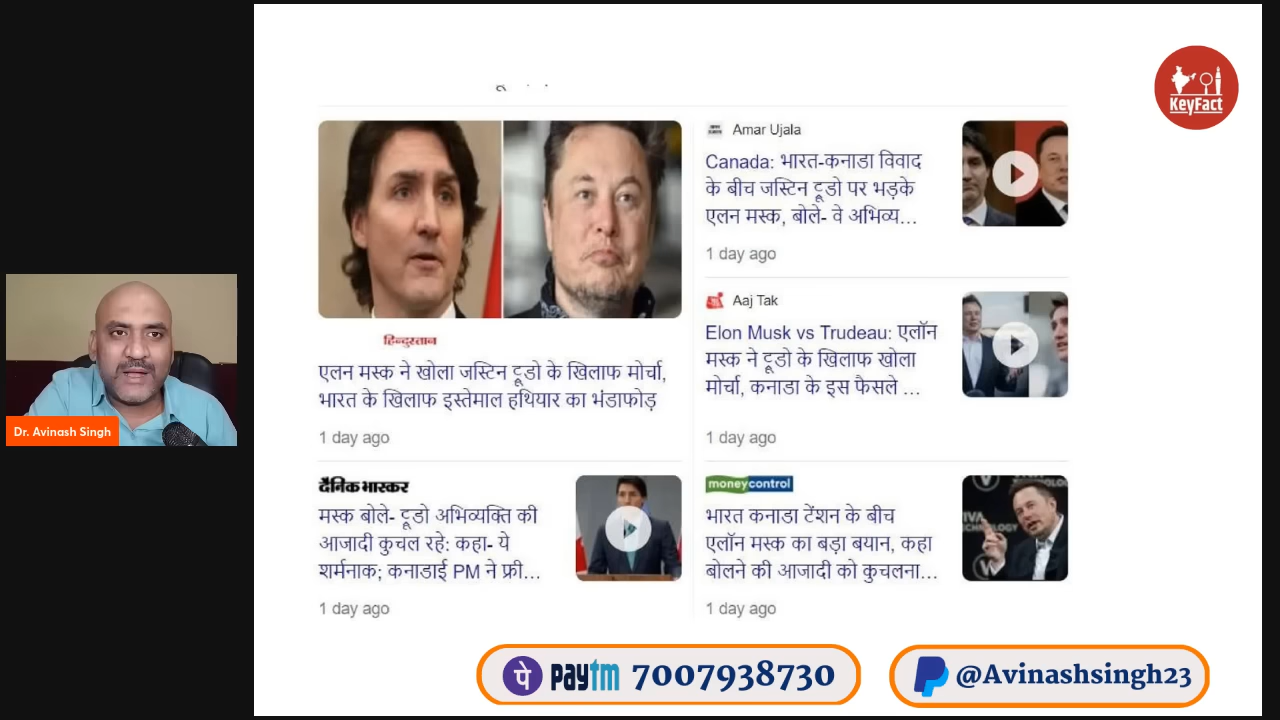 KeyFact
हिन्दुस्तान
एलन मस्क ने खोला जस्टिन ट्रूडो के खिलाफ मोर्चा,
भारत के खिलाफ इस्तेमाल हथियार का भंडाफोड़
1 day ago
दैनिक भास्कर
मस्क बोले- ट्रूडो अभिव्यक्ति की
आजादी कुचल रहे: कहा- ये
शर्मनाक; कनाडाई PM ने फ्री...
1 day ago
Amar Ujala
Canada: भारत-कनाडा विवाद
के बीच जस्टिन ट्रूडो पर भड़के
एलन मस्क, बोले- वे अभिव्य...
1 day ago
Aaj Tak
Elon Musk vs Trudeau: एलॉन
मस्क ने ट्रूडो के खिलाफ खोला
मोर्चा, कनाडा के इस फैसले ...
1 day ago
moneycontrol
भारत कनाडा टेंशन के बीच
एलॉन मस्क का बड़ा बयान, कहा
बोलने की आजादी को कुचलना...
1 day ago
Dr. Avinash Singh
पे paytm 7007938730
@Avinashsingh23